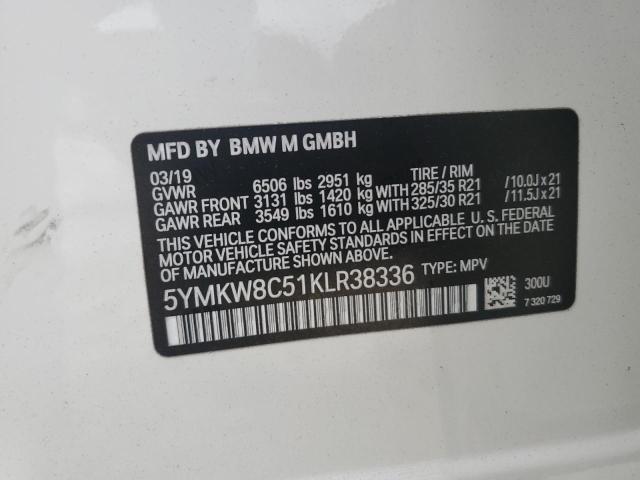 MFD BY BMW M GMBH
03/19 TIRE / RIM
GVWR 6506 lbs 2951 kg
GAWR FRONT 3131 lbs 1420 kg WITH 285/35 R21 /10.0J x 21
GAWR REAR 3549 lbs 1610 kg WITH 325/30 R21 /11.5J x 21
THIS VEHICLE CONFORMS TO ALL APPLICABLE U. S. FEDERAL
MOTOR VEHICLE SAFETY STANDARDS IN EFFECT ON THE
DATE OF MANUFACTURE SHOWN ABOVE.
5YMKW8C51KLR38336 TYPE: MPV
300U
7 320 729